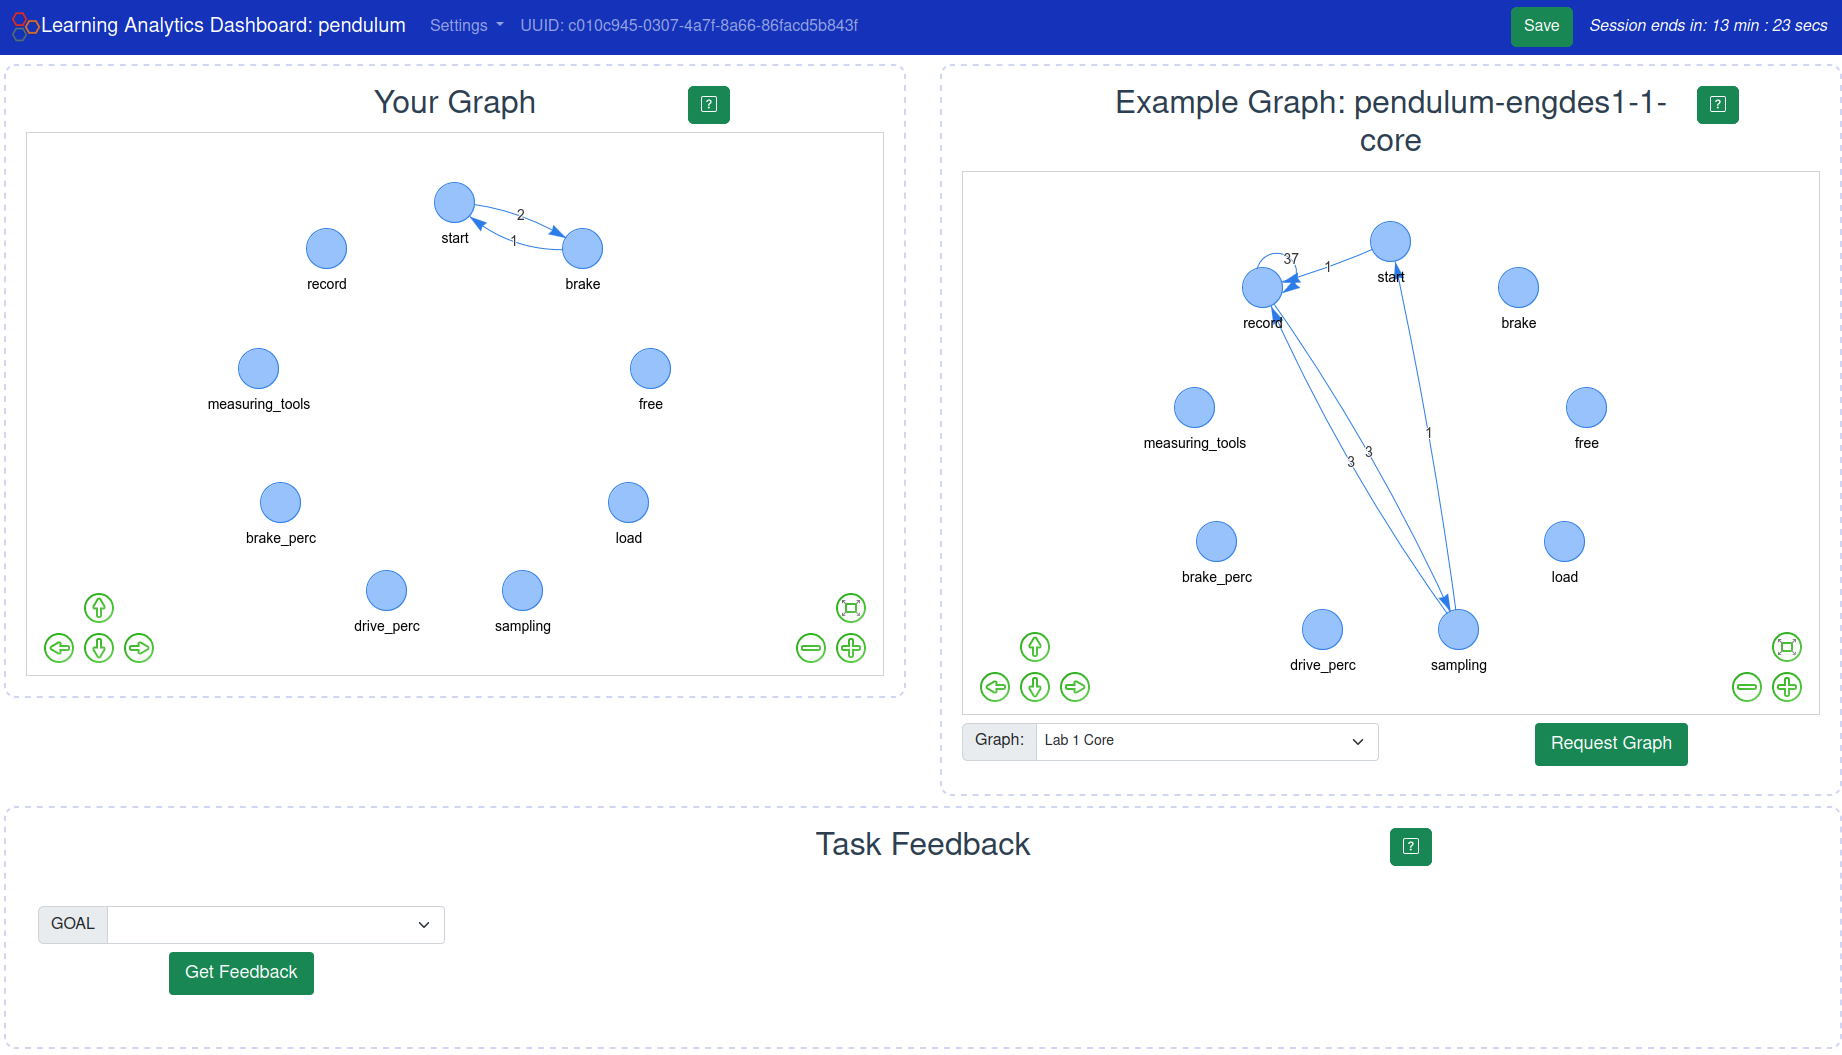 Learning Analytics Dashboard: pendulum Settings UUID: c010c945-0307-4a7f-8a66-86facd5b843f Save Session ends in: 13 min : 23 secs
Your Graph ?
start
2
1
brake
record
measuring_tools
free
brake_perc
load
drive_perc
sampling
Example Graph: pendulum-engdes1-1-
core
?
37
1
start
record
brake
measuring_tools
free
1
3
3
brake_perc
load
drive_perc
sampling
Graph: Lab 1 Core Request Graph
Task Feedback ?
GOAL
Get Feedback